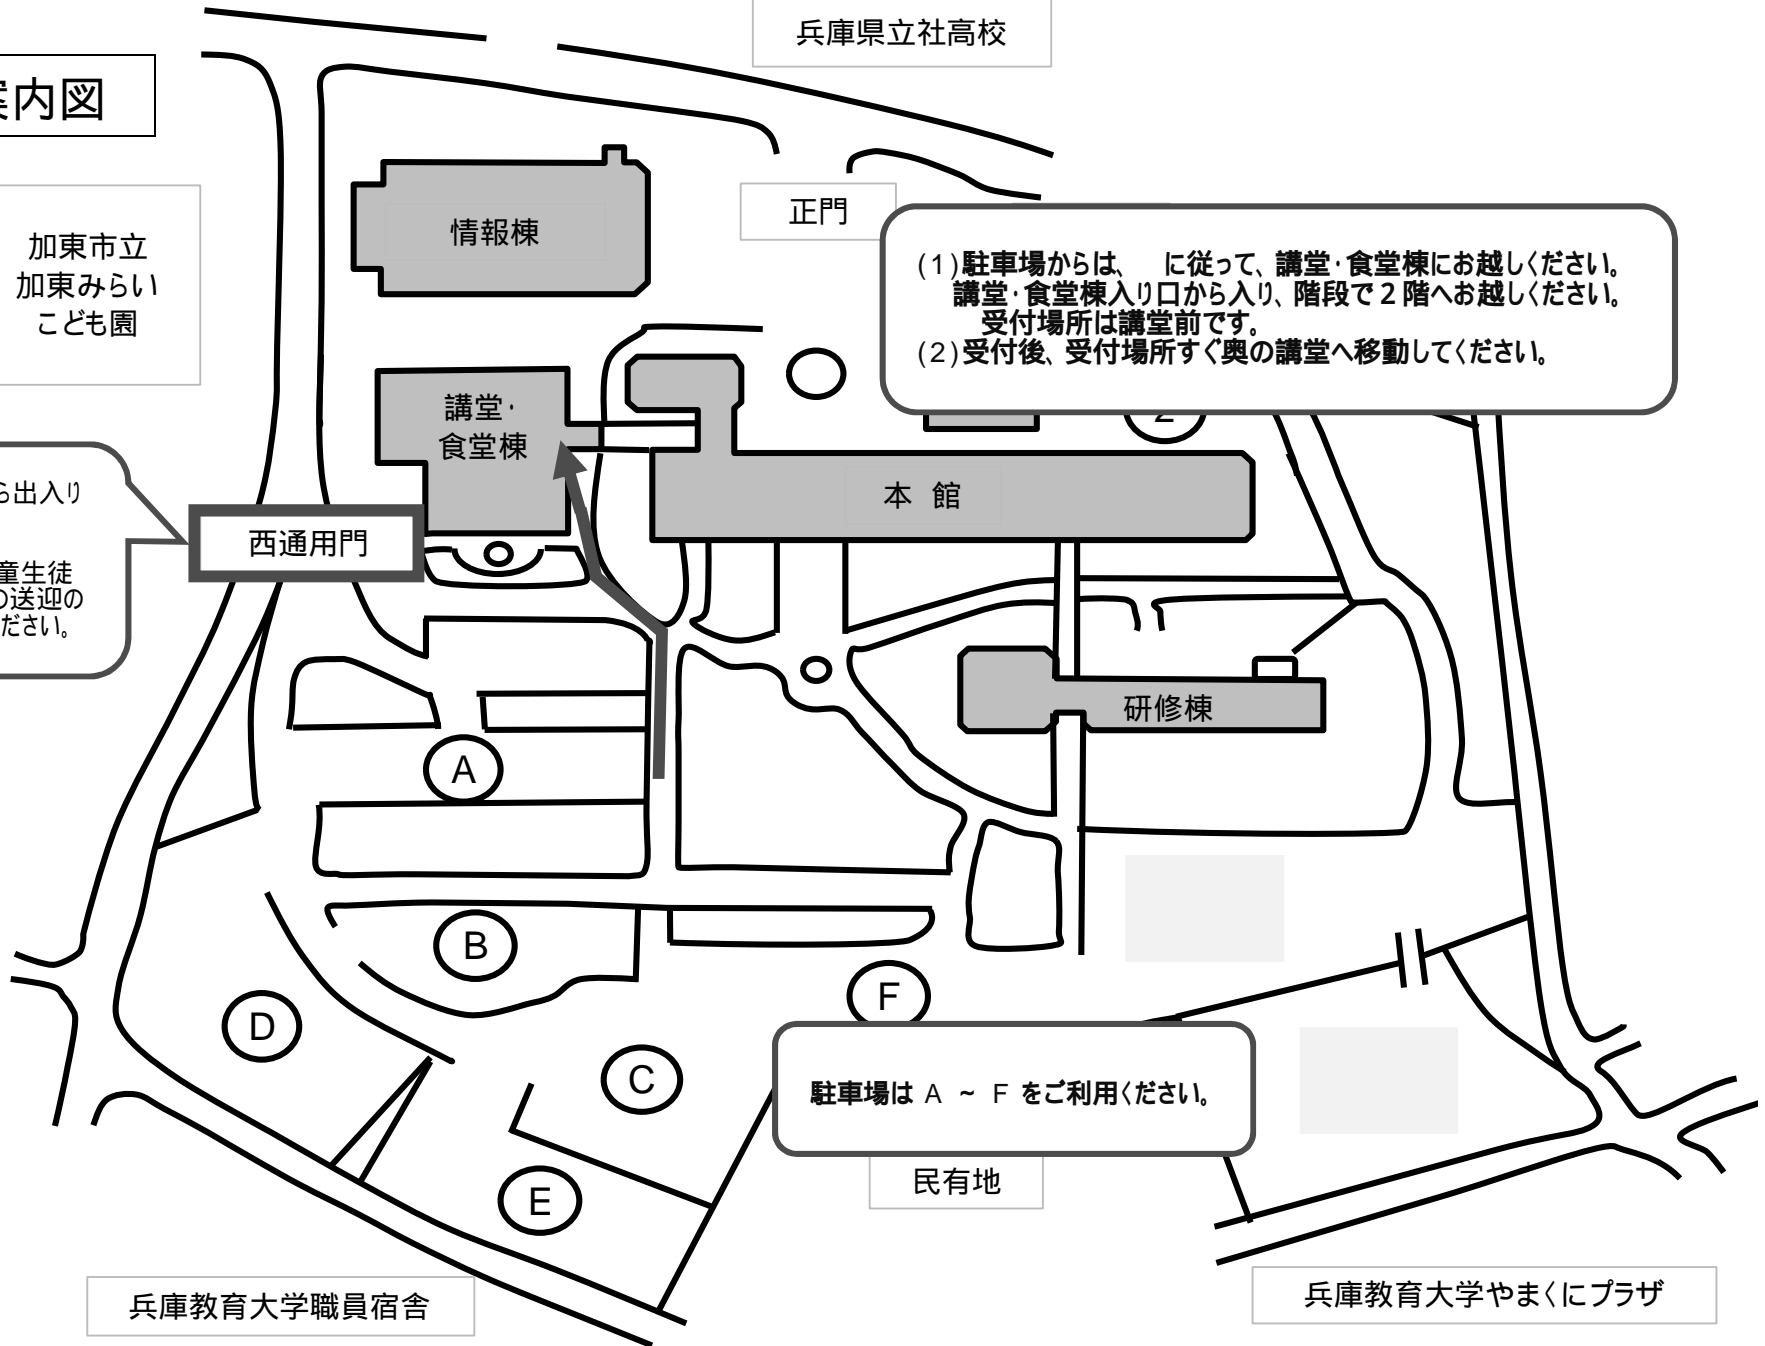 兵庫県立社高校
案内図
正門
情報棟
加東市立
加東みらい
こども園
(1)駐車場からは、　に従って、講堂・食堂棟にお越しください。
講堂・食堂棟入り口から入り、階段で2階へお越しください。
受付場所は講堂前です。
(2)受付後、受付場所すぐ奥の講堂へ移動してください。
講堂・
食堂棟
2
本 館
ら出入り
西通用門
童生徒
の送迎の
ださい。
研修棟
A
B
F
D
C
駐車場は A ~ F をご利用ください。
E
民有地
兵庫教育大学職員宿舎
兵庫教育大学やまくにプラザ